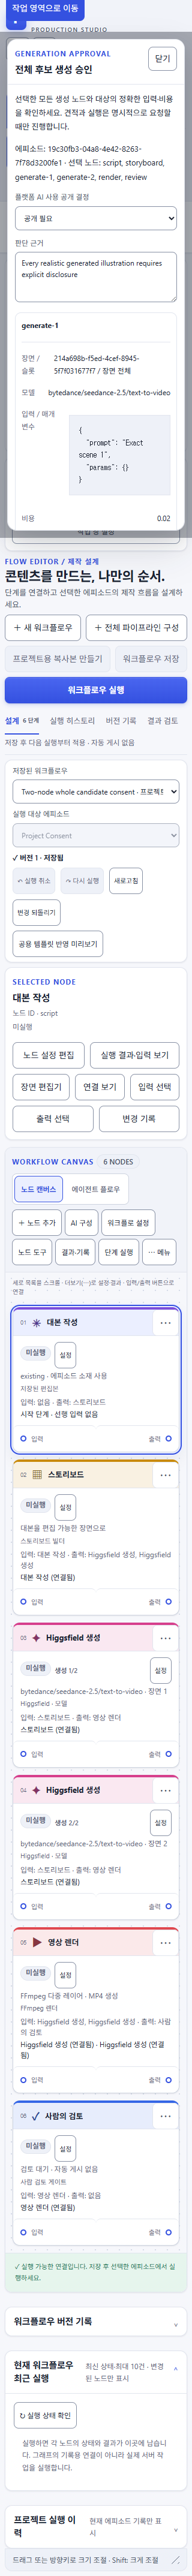 작업 영역으로 이동
PRODUCTION STUDIO
GENERATION APPROVAL
전체 후보 생성 승인
닫기
선택한 모든 생성 노드와 대상의 정확한 입력·비용
을 확인하세요. 견적과 실행은 명시적으로 요청할
때만 진행합니다.
에피소드: 19c30fb3-04a8-4e42-8263-
7f78d3200fe1 · 선택 노드: script, storyboard,
generate-1, generate-2, render, review
플랫폼 AI 사용 공개 결정
공개 필요
판단 근거
Every realistic generated illustration requires
explicit disclosure
generate-1
장면 / 슬롯
214a698b-f5ed-4cef-8945-
5f7f031677f7 / 장면 전체
모델
bytedance/seedance-2.5/text-to-video
입력 / 매개
변수
{
"prompt": "Exact
scene 1",
"params": {}
}
비용
0.02
FLOW EDITOR / 제작 설계
콘텐츠를 만드는, 나만의 순서.
단계를 연결하고 선택한 에피소드의 제작 흐름을 설계하
세요.
＋ 새 워크플로우
＋ 전체 파이프라인 구성
프로젝트용 복사본 만들기
워크플로우 저장
워크플로우 실행
설계 6 단계
실행 히스토리
버전 기록
결과 검토
저장 후 다음 실행부터 적용 · 자동 게시 없음
저장된 워크플로우
Two-node whole candidate consent · 프로젝트
실행 대상 에피소드
Project Consent
✓ 버전 1 · 저장됨
↶ 실행 취소
↷ 다시 실행
새로고침
변경 되돌리기
공용 템플릿 반영 미리보기
SELECTED NODE
대본 작성
노드 ID · script
미실행
노드 설정 편집
실행 결과·입력 보기
장면 편집기
연결 보기
입력 선택
출력 선택
변경 기록
WORKFLOW CANVAS
6 NODES
노드 캔버스
에이전트 플로우
＋ 노드 추가
AI 구성
워크플로 설정
노드 도구
결과·기록
단계 실행
··· 메뉴
세로 목록을 스크롤 · 더보기(⋯)로 설정·결과 · 입력/출력 버튼으로
연결
01 대본 작성
미실행
설정
existing · 에피소드 소재 사용
저장된 편집본
입력: 없음 · 출력: 스토리보드
시작 단계 · 선행 입력 없음
입력
출력
02 스토리보드
미실행
설정
대본을 편집 가능한 장면으로
스토리보드 빌더
입력: 대본 작성 · 출력: Higgsfield 생성, Higgsfield
생성
대본 작성 (연결됨)
입력
출력
03 Higgsfield 생성
미실행
생성 1/2
설정
bytedance/seedance-2.5/text-to-video · 장면 1
Higgsfield · 모델
입력: 스토리보드 · 출력: 영상 렌더
스토리보드 (연결됨)
입력
출력
04 Higgsfield 생성
미실행
생성 2/2
설정
bytedance/seedance-2.5/text-to-video · 장면 2
Higgsfield · 모델
입력: 스토리보드 · 출력: 영상 렌더
스토리보드 (연결됨)
입력
출력
05 영상 렌더
미실행
설정
FFmpeg 다중 레이어 · MP4 생성
FFmpeg 렌더
입력: Higgsfield 생성, Higgsfield 생성 · 출력: 사람
의 검토
Higgsfield 생성 (연결됨) · Higgsfield 생성 (연결
됨)
입력
출력
06 사람의 검토
미실행
설정
검토 대기 · 자동 게시 없음
사람 검토 게이트
입력: 영상 렌더 · 출력: 없음
영상 렌더 (연결됨)
입력
출력
✓ 실행 가능한 연결입니다. 저장 후 선택한 에피소드에서 실
행하세요.
워크플로우 버전 기록
현재 워크플로우
최근 실행
최신 상태·최대 10건 · 변경
된 노드만 표시
↻ 실행 상태 확인
실행하면 각 노드의 상태와 결과가 이곳에 남습니
다. 그래프의 기록용 연결이 아니라 실제 서버 작
업을 실행합니다.
프로젝트 실행 이
력
현재 에피소드 기록만 표
시
드래그 또는 방향키로 크기 조절 · Shift: 크게 조절